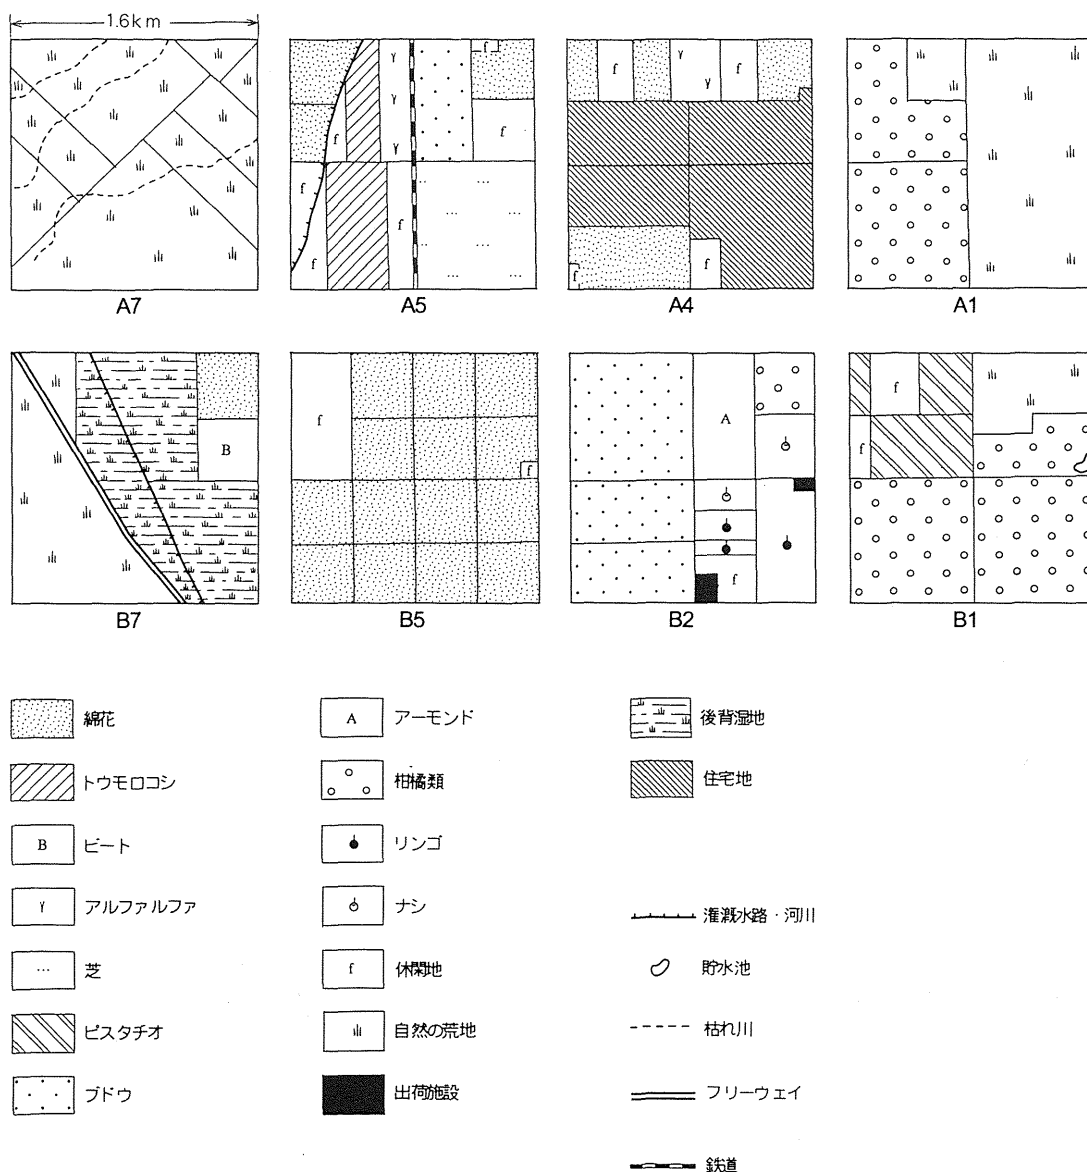 1.6km
f
γ
f
f
γ
f
f
γ
f
γ
f
f
f
f
f
A7 A5 A4 A1
B
f
f
A
f
f
f
B7 B5 B2 B1
綿花
A アーモンド
後背湿地
トウモロコシ
柑橘類
住宅地
B ビート
リンゴ
γ アルファルファ
ナシ
灌漑水路・河川
芝
f 休閑地
貯水池
ピスタチオ
自然の荒地
枯れ川
ブドウ
出荷施設
フリーウェイ
鉄道